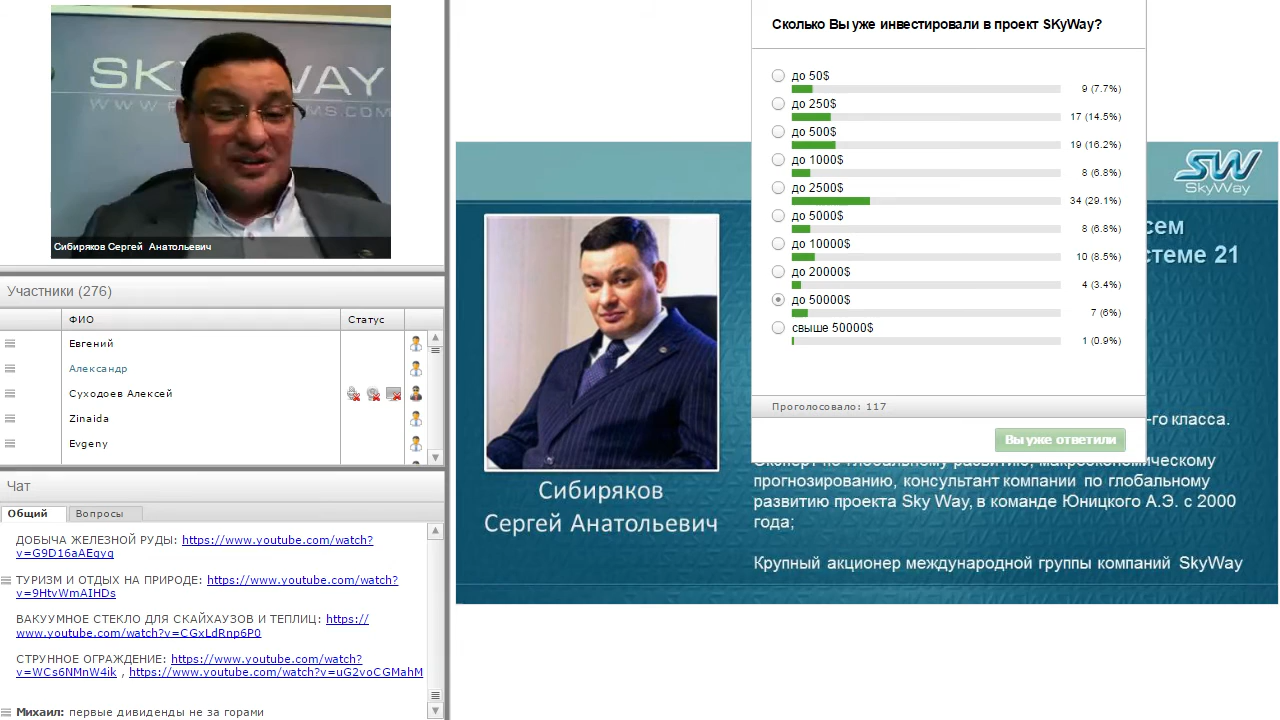 SKYWAY
Сибиряков Сергей Анатольевич
Участники (276)
ФИО
Статус
Евгений
Александр
Суходоев Алексей
Zinaida
Evgeny
Чат
Общий
Вопросы
ДОБЫЧА ЖЕЛЕЗНОЙ РУДЫ: https://www.youtube.com/watch?
v=G9D16aAEqyq
ТУРИЗМ И ОТДЫХ НА ПРИРОДЕ: https://www.youtube.com/watch?
v=9HtvWmAIHDs
ВАКУУМНОЕ СТЕКЛО ДЛЯ СКАЙХАУЗОВ И ТЕПЛИЦ: https://
www.youtube.com/watch?v=CGxLdRnp6P0
СТРУННОЕ ОГРАЖДЕНИЕ: https://www.youtube.com/watch?
v=WCs6NMnW4ik , https://www.youtube.com/watch?v=uG2voCGMahM
Михаил: первые дивиденды не за горами
Сколько Вы уже инвестировали в проект SKyWay?
до 50$
9 (7.7%)
до 250$
17 (14.5%)
до 500$
19 (16.2%)
до 1000$
8 (6.8%)
до 2500$
34 (29.1%)
до 5000$
8 (6.8%)
до 10000$
10 (8.5%)
до 20000$
4 (3.4%)
до 50000$
7 (6%)
свыше 50000$
1 (0.9%)
Проголосовало: 117
Вы уже ответили
SW
SkyWay
сем
стеме 21
-го класса.
Эксперт по глобальному развитию, макроэкономическому
прогнозированию, консультант компании по глобальному
развитию проекта Sky Way, в команде Юницкого А.Э. с 2000
года;
Крупный акционер международной группы компаний SkyWay
Сибиряков
Сергей Анатольевич